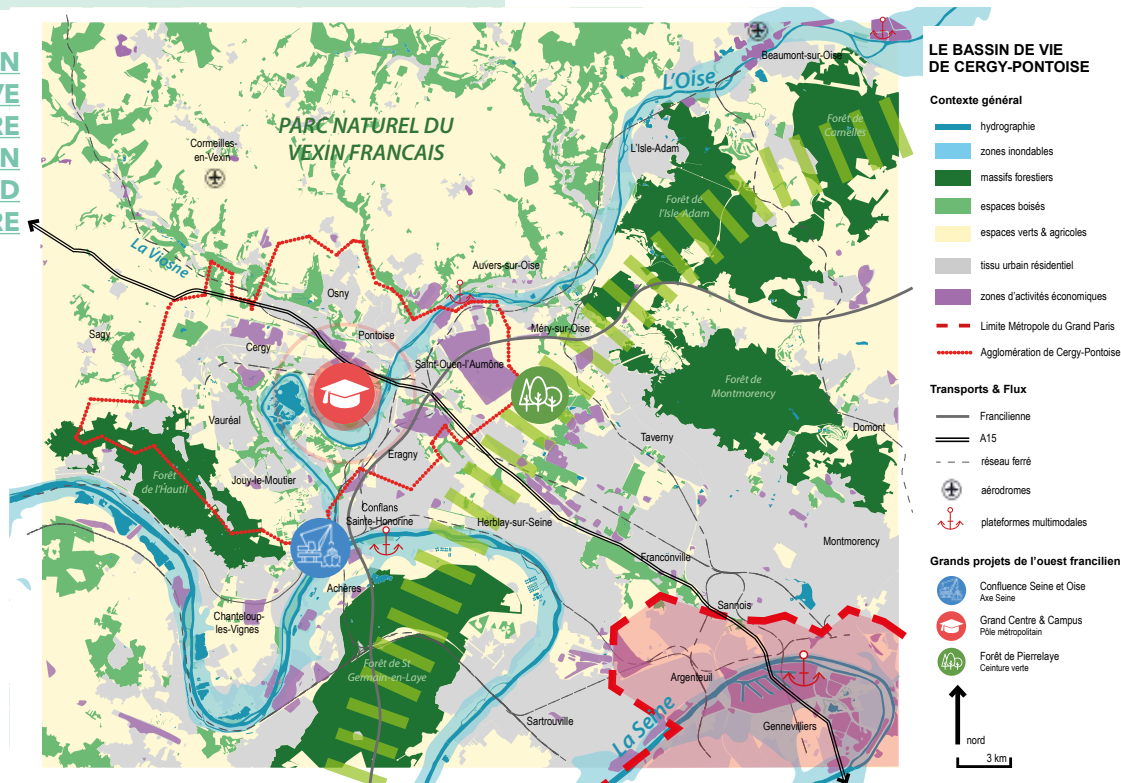 N
VE
RE
N
D
RE
PARC NATUREL DU
VEXIN FRANCAIS
Cormeilles-
en-Vexin
La Viosne
L'Oise
Beaumont-sur-Oise
L'Isle-Adam
Forêt de
Carnelles
Forêt de
l'Isle-Adam
Auvers-sur-Oise
Osny
Sagy
Pontoise
Cergy
Méry-sur-Oise
Saint-Ouen-l'Aumône
Forêt de
Montmorency
Vauréal
Domont
Taverny
Eragny
Forêt
de l'Hautil
Jouy-le-Moutier
Conflans
Sainte-Honorine
Herblay-sur-Seine
Montmorency
Franconville
Achères
Sannois
Chanteloup-
les-Vignes
Forêt de St
Germain-en-Laye
Argenteuil
Sartrouville
La Seine
Gennevilliers
LE BASSIN DE VIE
DE CERGY-PONTOISE
Contexte général
hydrographie
zones inondables
massifs forestiers
espaces boisés
espaces verts & agricoles
tissu urbain résidentiel
zones d'activités économiques
Limite Métropole du Grand Paris
Agglomération de Cergy-Pontoise
Transports & Flux
Francilienne
A15
réseau ferré
aérodromes
plateformes multimodales
Grands projets de l'ouest francilien
Confluence Seine et Oise
Axe Seine
Grand Centre & Campus
Pôle métropolitain
Forêt de Pierrelaye
Ceinture verte
nord
3 km